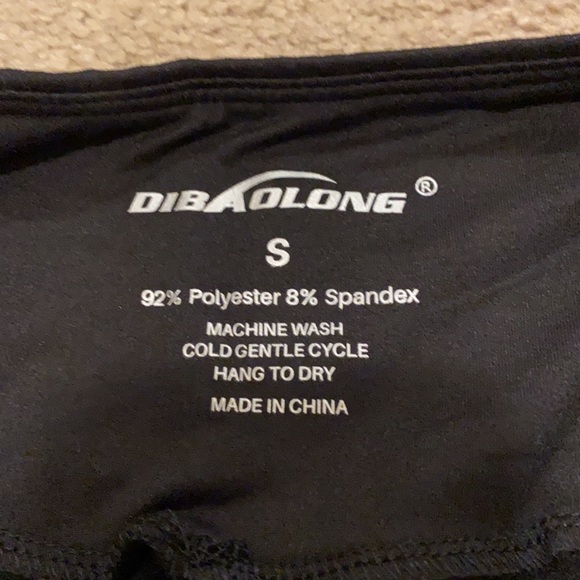 DIBAOLONG ®
S
92% Polyester 8% Spandex
MACHINE WASH
COLD GENTLE CYCLE
HANG TO DRY
MADE IN CHINA